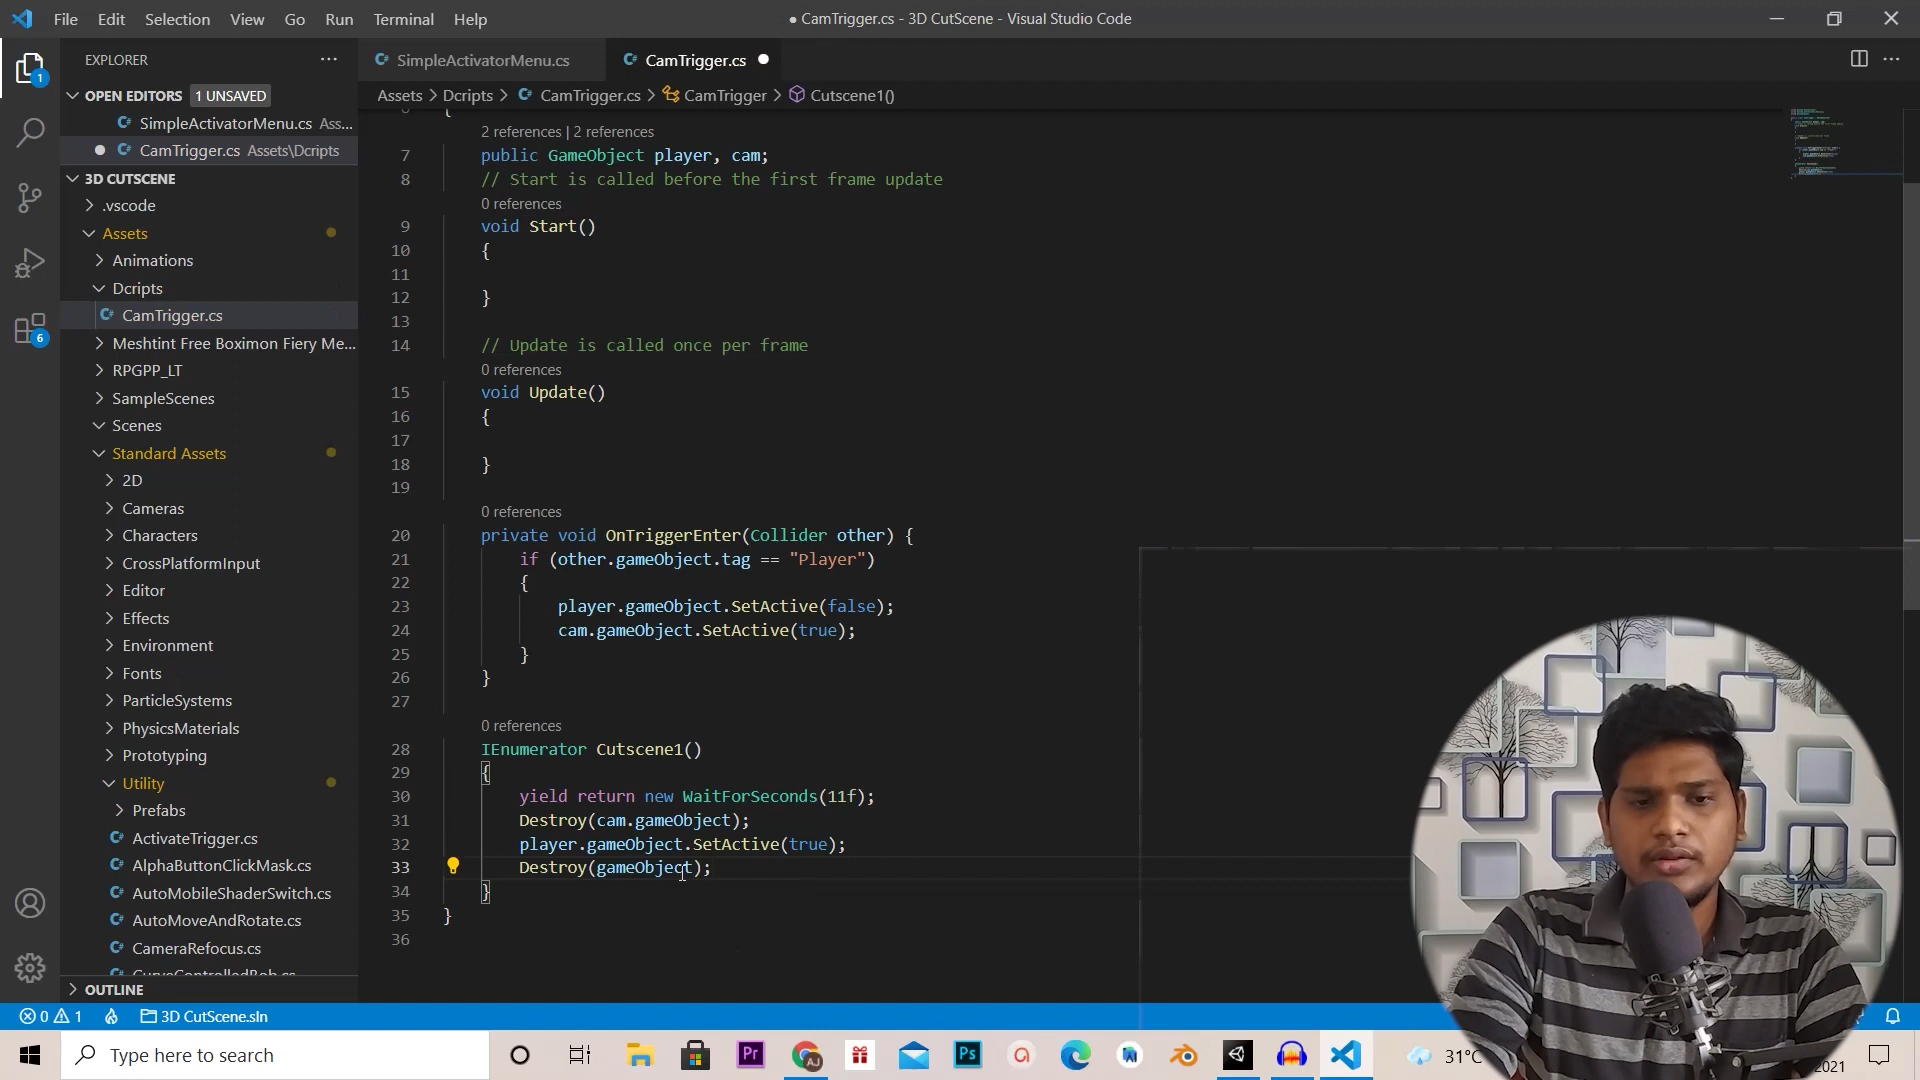 File Edit Selection View Go Run Terminal Help
● CamTrigger.cs - 3D CutScene - Visual Studio Code
EXPLORER
SimpleActivatorMenu.cs
CamTrigger.cs
OPEN EDITORS 1 UNSAVED
SimpleActivatorMenu.cs Ass...
CamTrigger.cs Assets\Dcripts
3D CUTSCENE
.vscode
Assets
Animations
Dcripts
CamTrigger.cs
Meshtint Free Boximon Fiery Me...
RPGPP_LT
SampleScenes
Scenes
Standard Assets
2D
Cameras
Characters
CrossPlatformInput
Editor
Effects
Environment
Fonts
ParticleSystems
PhysicsMaterials
Prototyping
Utility
Prefabs
ActivateTrigger.cs
AlphaButtonClickMask.cs
AutoMobileShaderSwitch.cs
AutoMoveAndRotate.cs
CameraRefocus.cs
CurveControlledBob.cs
OUTLINE
1
6
Assets > Dcripts > CamTrigger.cs > CamTrigger > Cutscene1()
6 {
2 references | 2 references
7 public GameObject player, cam;
8 // Start is called before the first frame update
0 references
9 void Start()
10 {
11
12 }
13
14 // Update is called once per frame
0 references
15 void Update()
16 {
17
18 }
19
0 references
20 private void OnTriggerEnter(Collider other) {
21 if (other.gameObject.tag == "Player")
22 {
23 player.gameObject.SetActive(false);
24 cam.gameObject.SetActive(true);
25 }
26 }
27
0 references
28 IEnumerator Cutscene1()
29 {
30 yield return new WaitForSeconds(11f);
31 Destroy(cam.gameObject);
32 player.gameObject.SetActive(true);
33 Destroy(gameObject);
34 }
35 }
36
0 1 3D CutScene.sln
Type here to search
Pr
AJ
Ps
31°C
2021